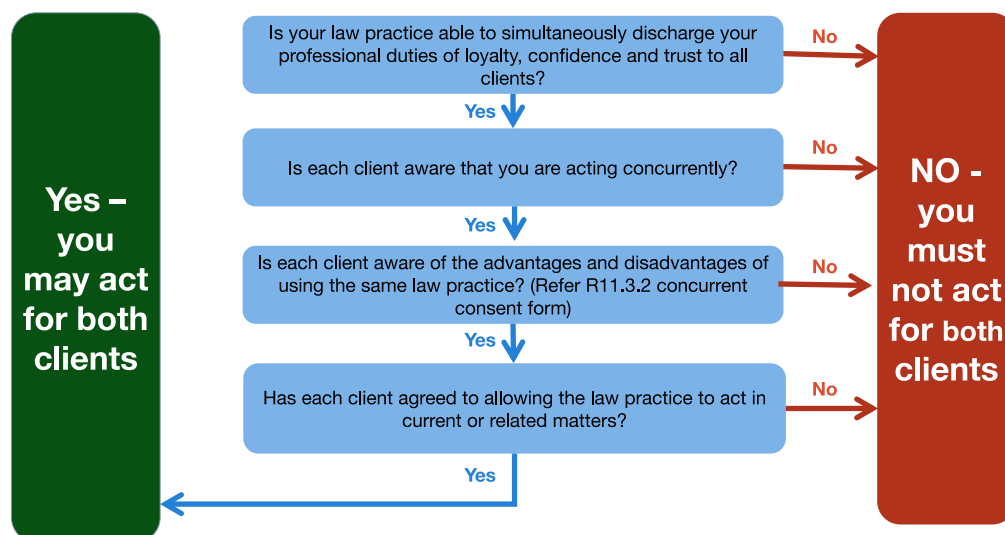 Is your law practice able to simultaneously discharge your
professional duties of loyalty, confidence and trust to all
clients?
No
Yes
Is each client aware that you are acting concurrently?
No
Yes
Is each client aware of the advantages and disadvantages of
using the same law practice? (Refer R11.3.2 concurrent
consent form)
No
Yes
Has each client agreed to allowing the law practice to act in
current or related matters?
No
Yes
Yes –
you
may act
for both
clients
NO -
you
must
not act
for both
clients